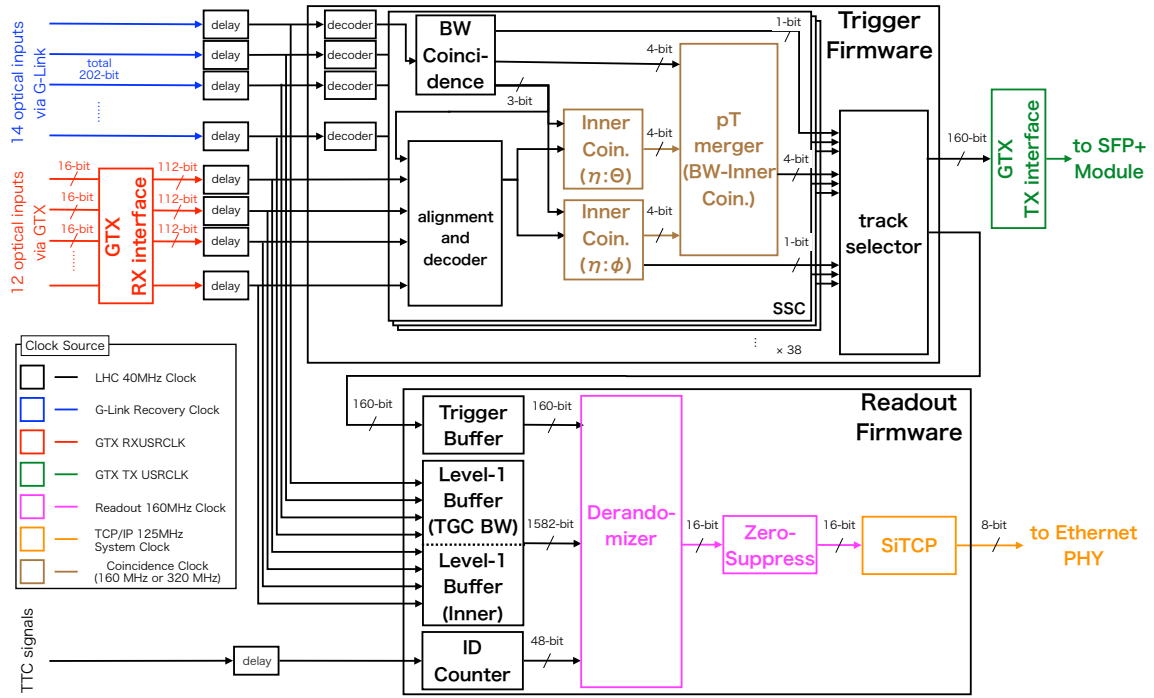 14 optical inputs
via G-Link
total
202-bit
......
delay
delay
delay
delay
decoder
decoder
decoder
decoder
BW
Coinci-
dence
Trigger
Firmware
1-bit
4-bit
3-bit
12 optical inputs
via GTX
16-bit
16-bit
16-bit
......
GTX
RX interface
112-bit
112-bit
112-bit
delay
delay
delay
delay
alignment
and
decoder
Inner
Coin.
(η:Θ)
4-bit
Inner
Coin.
(η:ϕ)
4-bit
pT
merger
(BW-Inner
Coin.)
4-bit
1-bit
SSC
⋮
× 38
track
selector
160-bit
GTX
TX interface
to SFP+
Module
Clock Source
LHC 40MHz Clock
G-Link Recovery Clock
GTX RXUSRCLK
GTX TX USRCLK
Readout 160MHz Clock
TCP/IP 125MHz
System Clock
Coincidence Clock
(160 MHz or 320 MHz)
Readout
Firmware
160-bit
Trigger
Buffer
160-bit
Level-1
Buffer
(TGC BW)
Level-1
Buffer
(Inner)
1582-bit
Derando-
mizer
16-bit
Zero-
Suppress
16-bit
SiTCP
8-bit
to Ethernet
PHY
TTC signals
delay
ID
Counter
48-bit